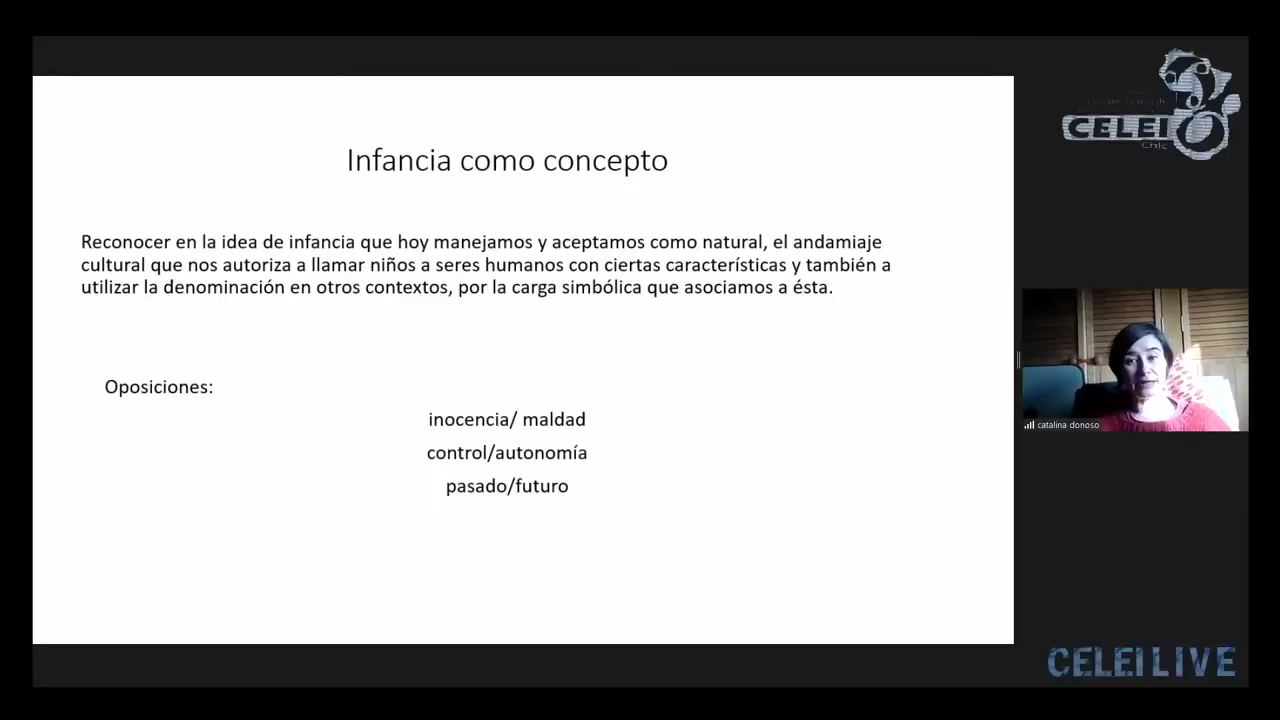 Infancia como concepto
Reconocer en la idea de infancia que hoy manejamos y aceptamos como natural, el andamiaje
cultural que nos autoriza a llamar niños a seres humanos con ciertas características y también a
utilizar la denominación en otros contextos, por la carga simbólica que asociamos a ésta.
Oposiciones:
inocencia/ maldad
control/autonomía
pasado/futuro
CELEI
Chile
catalina donoso
CELEI LIVE